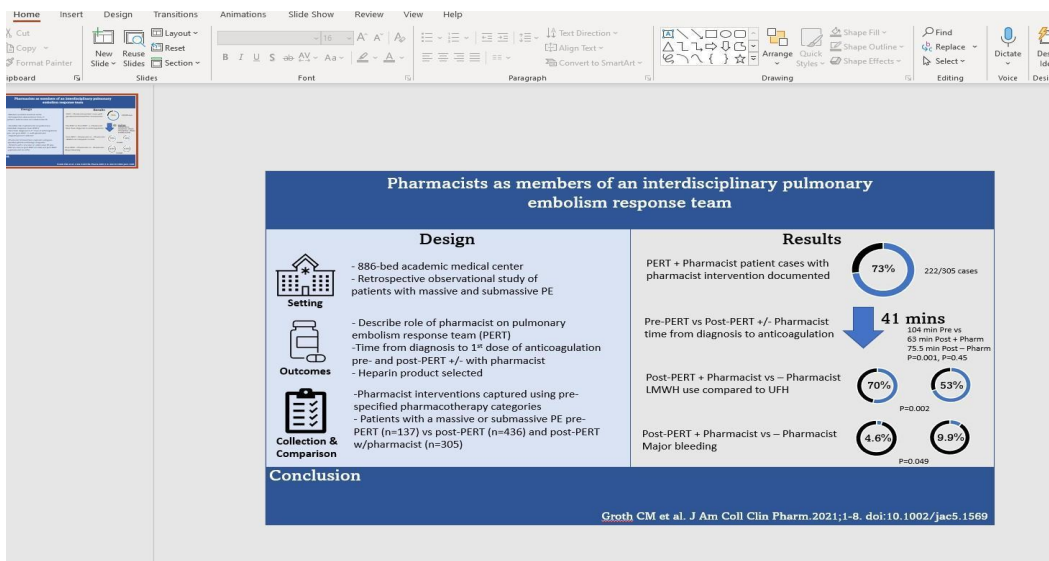 Home Insert Design Transitions Animations Slide Show Review View Help
Cut
Copy
Format Painter
New Slide
Reuse Slides
Layout
Reset
Section
16
Text Direction
Align Text
Convert to SmartArt
Arrange
Quick Styles
Shape Fill
Shape Outline
Shape Effects
Find
Replace
Select
Dictate
ipboard Slides Font Paragraph Drawing Editing Voice
Pharmacists as members of an interdisciplinary pulmonary
embolism response team
Design
Setting
- 886-bed academic medical center
- Retrospective observational study of
patients with massive and submassive PE
Outcomes
- Describe role of pharmacist on pulmonary
embolism response team (PERT)
-Time from diagnosis to 1st dose of anticoagulation
pre- and post-PERT +/- with pharmacist
- Heparin product selected
Collection &
Comparison
-Pharmacist interventions captured using pre-
specified pharmacotherapy categories
- Patients with a massive or submassive PE pre-
PERT (n=137) vs post-PERT (n=436) and post-PERT
w/pharmacist (n=305)
Results
PERT + Pharmacist patient cases with
pharmacist intervention documented
73%
222/305 cases
Pre-PERT vs Post-PERT +/- Pharmacist
time from diagnosis to anticoagulation
41 mins
104 min Pre vs
63 min Post + Pharm
75.5 min Post – Pharm
P=0.001, P=0.45
Post-PERT + Pharmacist vs – Pharmacist
LMWH use compared to UFH
70% 53%
P=0.002
Post-PERT + Pharmacist vs – Pharmacist
Major bleeding
4.6% 9.9%
P=0.049
Conclusion
Groth CM et al. J Am Coll Clin Pharm.2021;1-8. doi:10.1002/jac5.1569